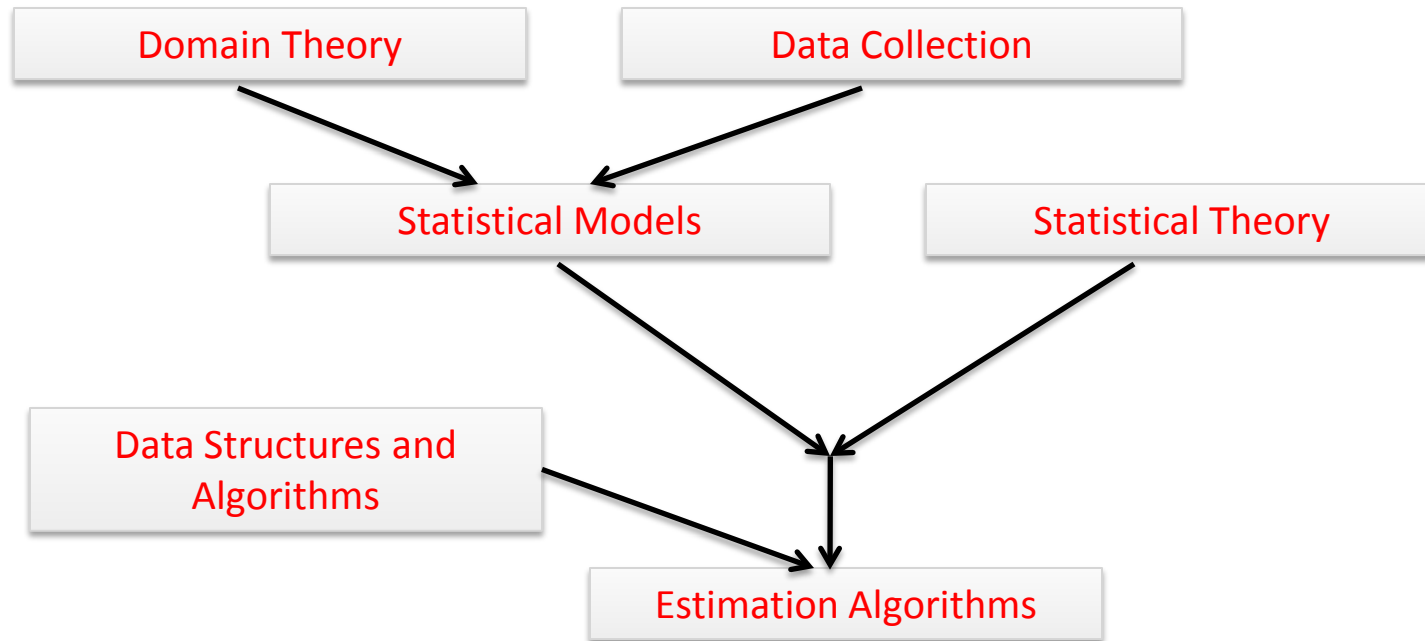 Domain Theory
Data Collection
Statistical Models
Statistical Theory
Data Structures and
Algorithms
Estimation Algorithms